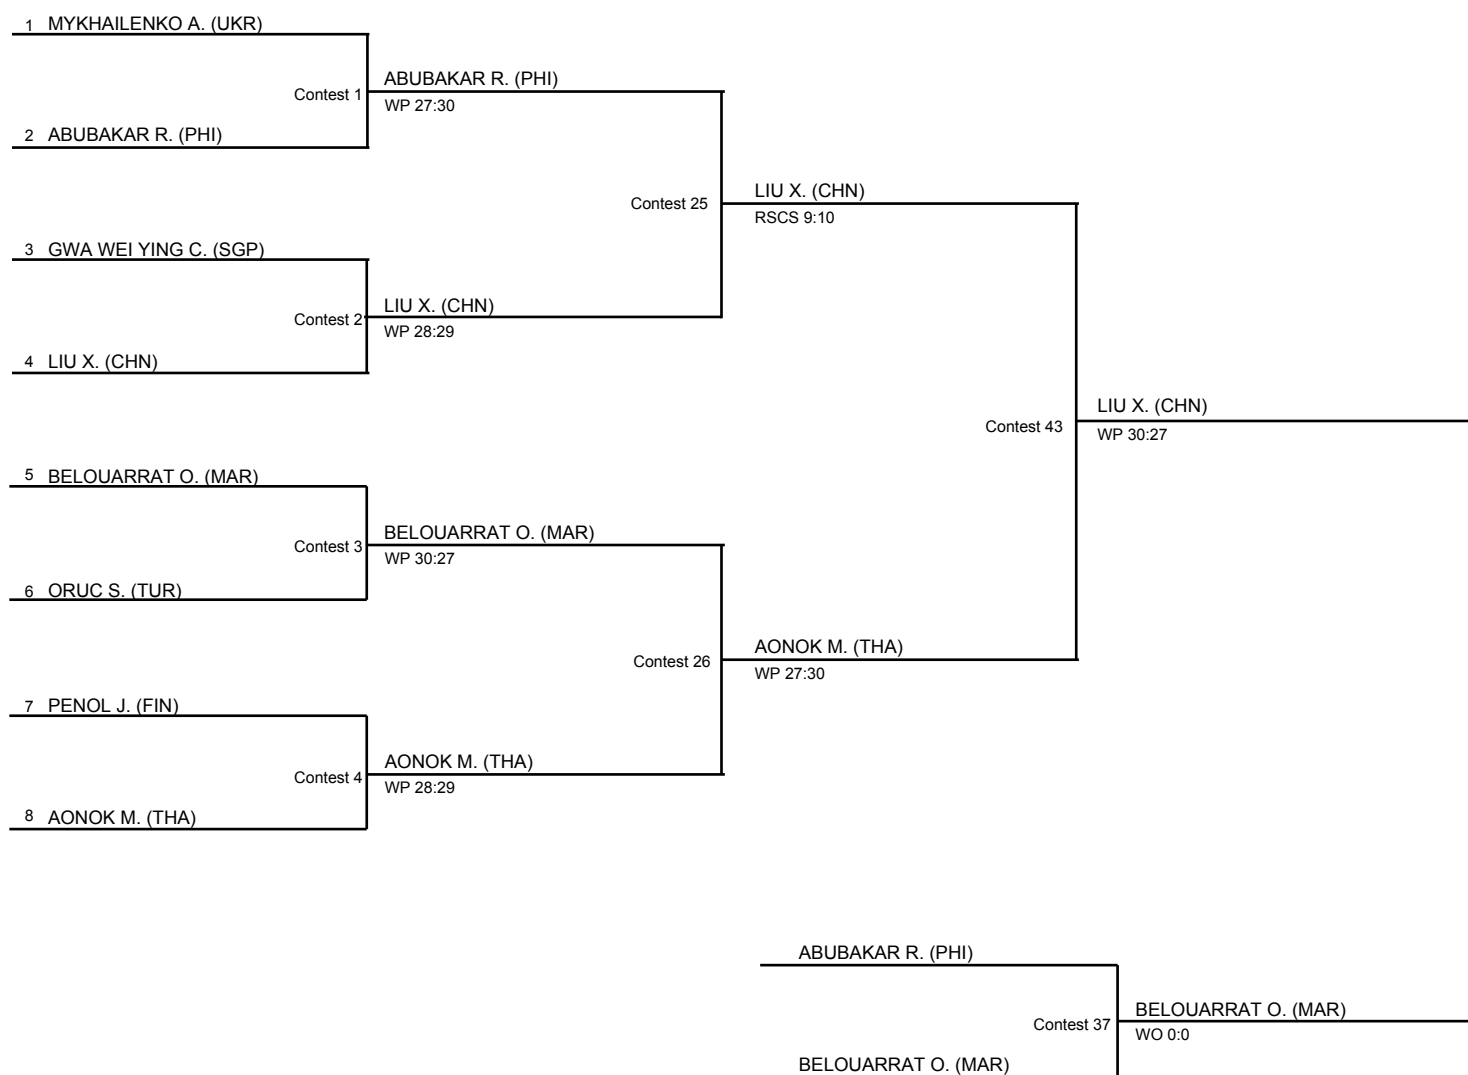 1 MYKHAILENKO A. (UKR)
Contest 1
ABUBAKAR R. (PHI)
WP 27:30
2 ABUBAKAR R. (PHI)
Contest 25
LIU X. (CHN)
RSCS 9:10
3 GWA WEI YING C. (SGP)
Contest 2
LIU X. (CHN)
WP 28:29
4 LIU X. (CHN)
Contest 43
LIU X. (CHN)
WP 30:27
5 BELOUARRAT O. (MAR)
Contest 3
BELOUARRAT O. (MAR)
WP 30:27
6 ORUC S. (TUR)
Contest 26
AONOK M. (THA)
WP 27:30
7 PENOL J. (FIN)
Contest 4
AONOK M. (THA)
WP 28:29
8 AONOK M. (THA)
ABUBAKAR R. (PHI)
Contest 37
BELOUARRAT O. (MAR)
WO 0:0
BELOUARRAT O. (MAR)